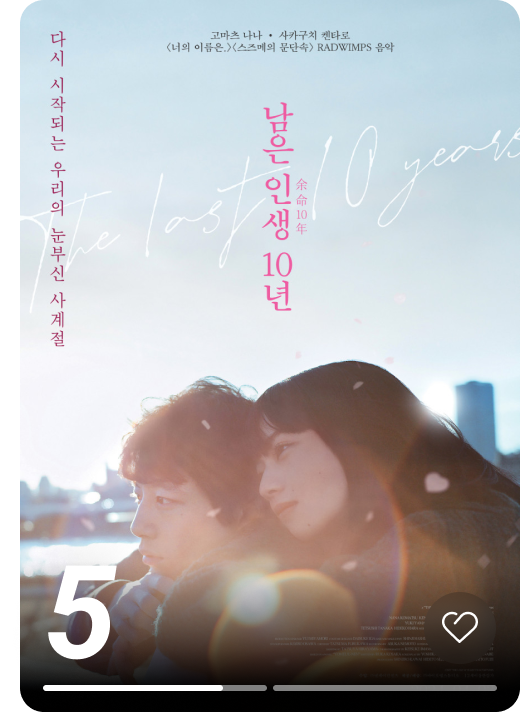 고마츠 나나 • 사카구치 켄타로
<너의 이름은,><스즈메의 문단속> RADWIMPS 음악
다시 시작되는 우리의 눈부신 사계절
The last 10 years
남은 인생 10년
余命10年
5